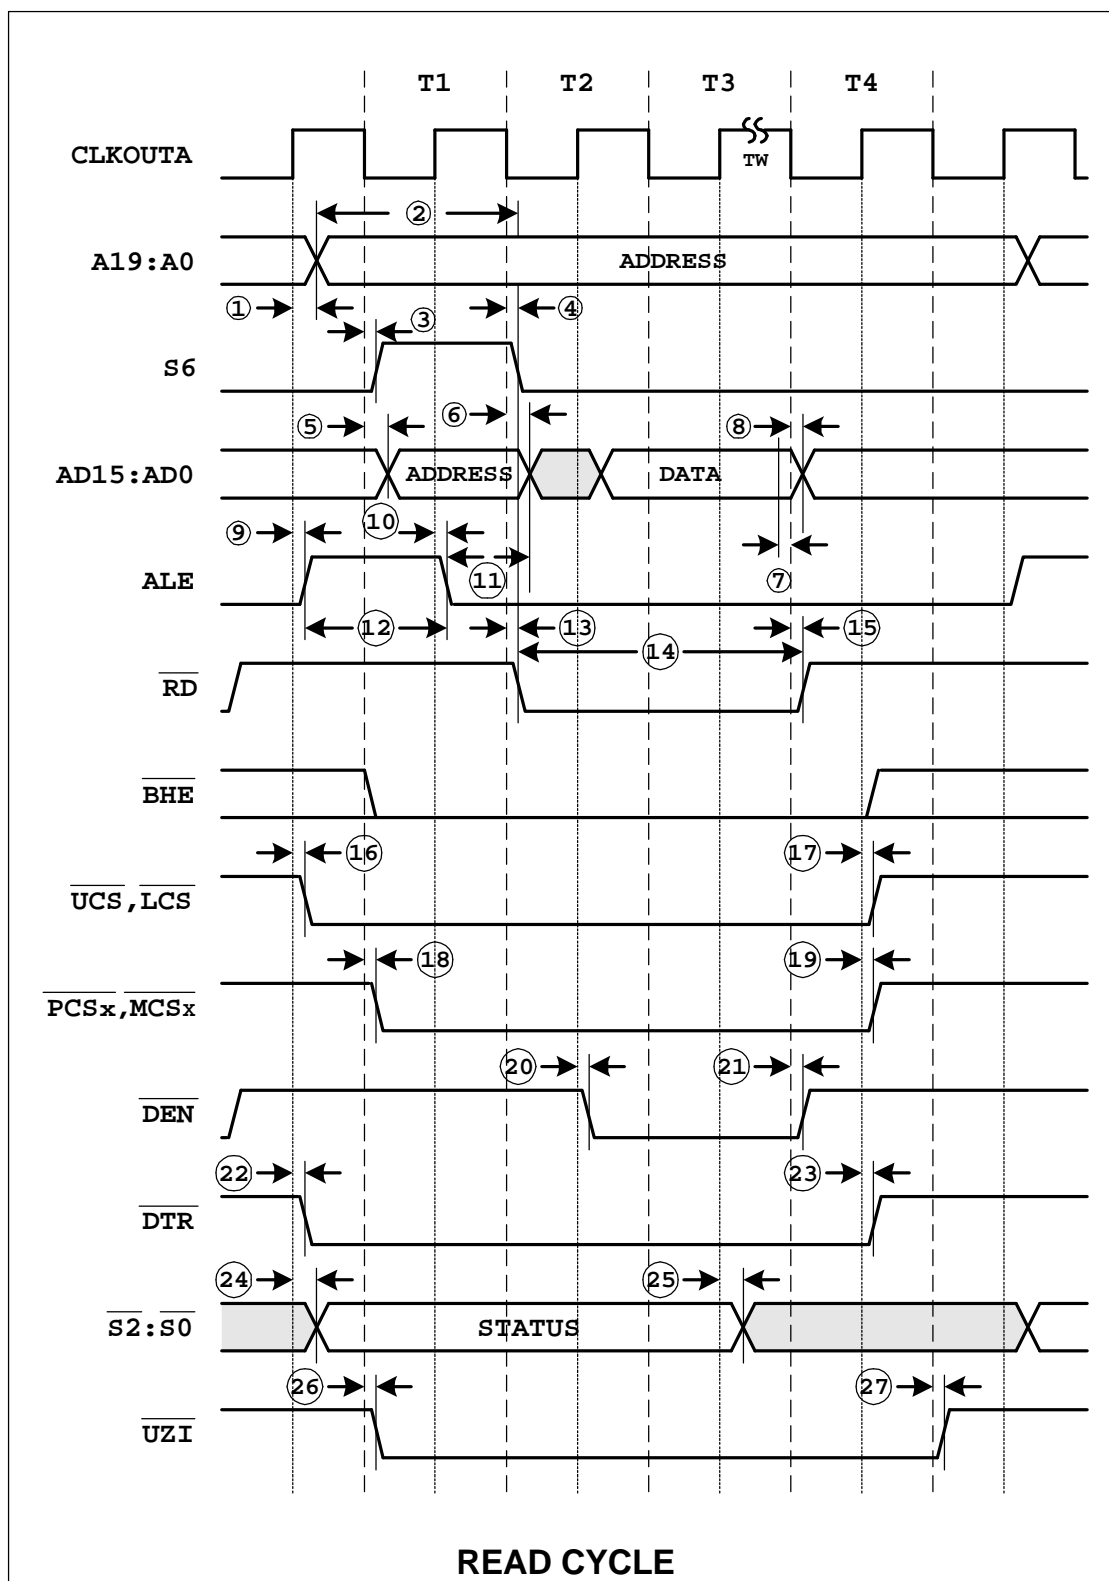 T1 T2 T3 T4
CLKOUTA
TW
2
A19:A0
ADDRESS
1 3 4
S6
5 6 8
AD15:AD0
ADDRESS DATA
9 10
ALE
11 7
12 13 15
14
RD
BHE
16 17
UCS,LCS
18 19
PCSx,MCSx
20 21
DEN
22 23
DTR
24 25
S2:S0
STATUS
26 27
UZI
READ CYCLE